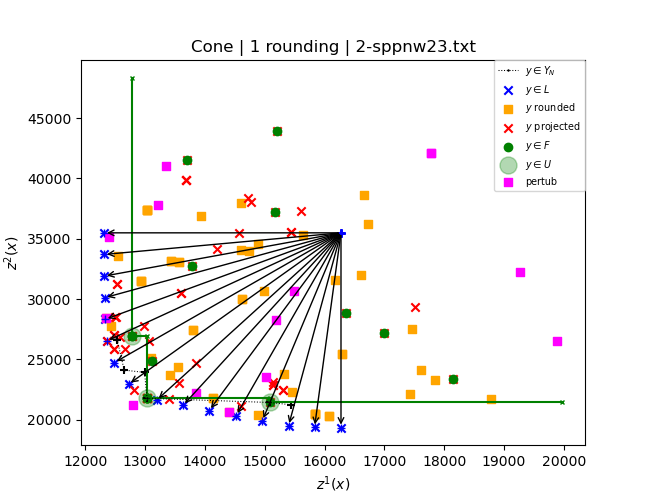 Cone | 1 rounding | 2-sppnw23.txt
y ∈ Y_N
y ∈ L
y rounded
y projected
y ∈ F
y ∈ U
pertub
45000
40000
35000
30000
25000
20000
z²(x)
12000 13000 14000 15000 16000 17000 18000 19000 20000
z¹(x)